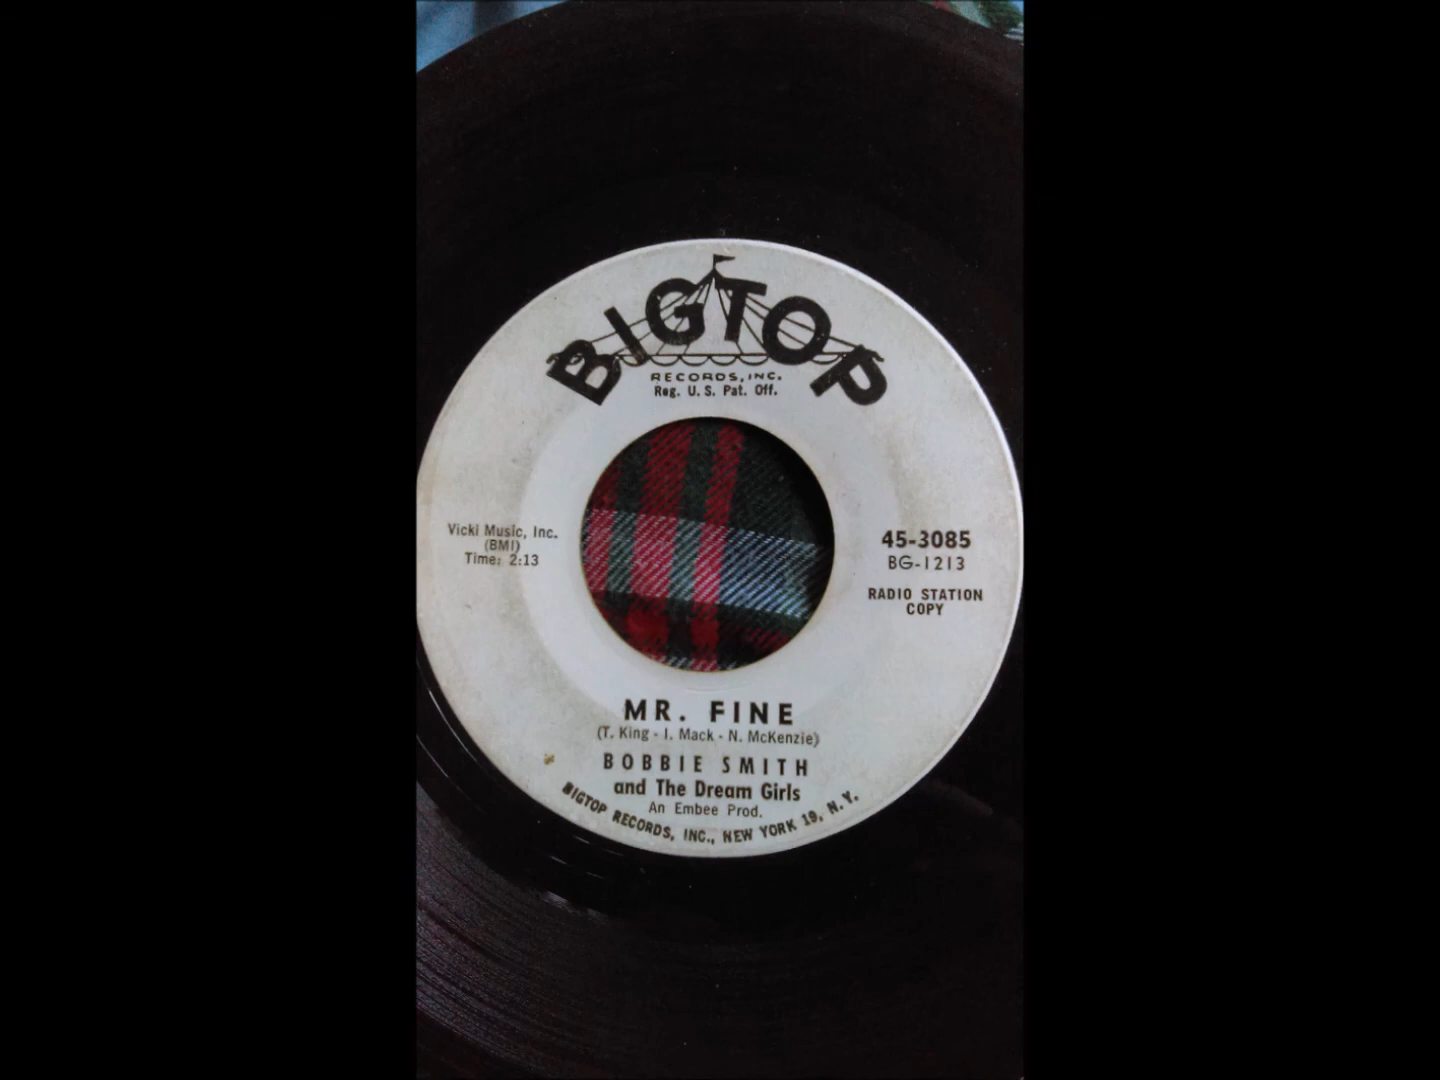 BIGTOP
RECORDS, INC.
Reg. U. S. Pat. Off.
Vicki Music, Inc.
(BMI)
Time: 2:13
45-3085
BG-1213
RADIO STATION
COPY
MR. FINE
(T. King - I. Mack - N. McKenzie)
BOBBIE SMITH
and The Dream Girls
An Embee Prod.
BIGTOP RECORDS, INC., NEW YORK 19, N. Y.